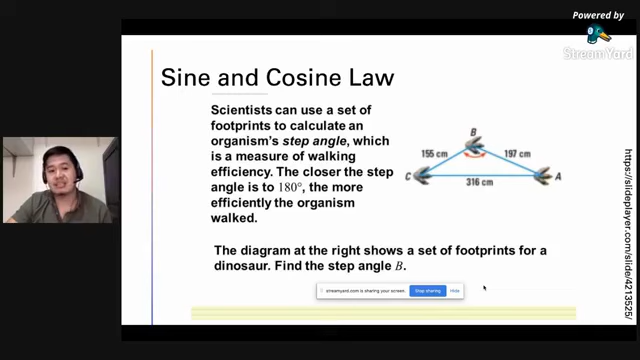 Powered by
StreamYard
Sine and Cosine Law
Scientists can use a set of
footprints to calculate an
organism's step angle, which
is a measure of walking
efficiency. The closer the step
angle is to 180°, the more
efficiently the organism
walked.
B
155 cm
197 cm
C
A
316 cm
The diagram at the right shows a set of footprints for a
dinosaur. Find the step angle B.
streamyard.com is sharing your screen.
Stop sharing
Hide
https://slideplayer.com/slide/4213525/